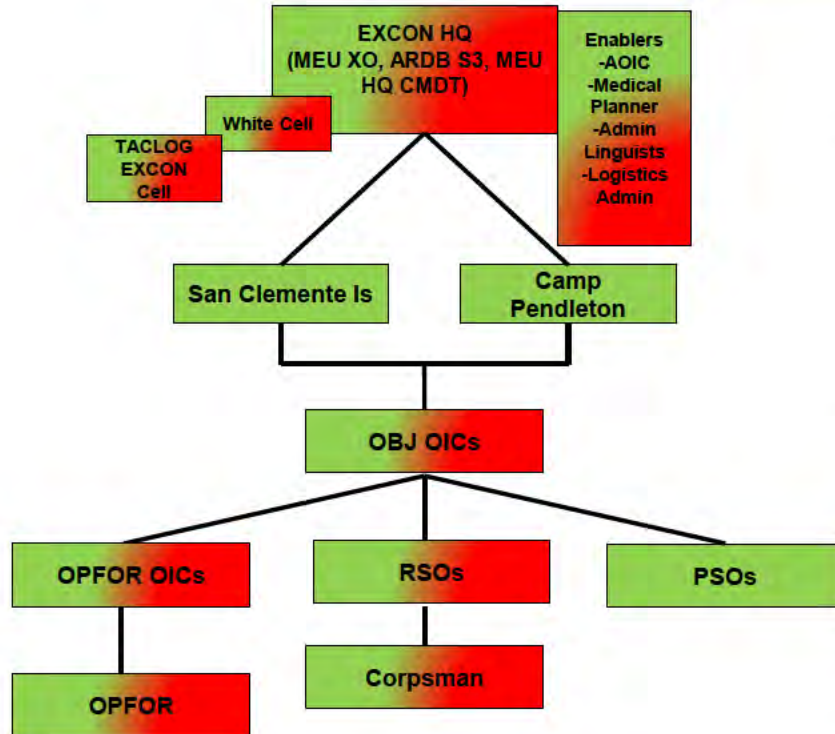 EXCON HQ
(MEU XO, ARDB S3, MEU
HQ CMDT)
Enablers
-AOIC
-Medical
Planner
-Admin
Linguists
-Logistics
Admin
White Cell
TACLOG
EXCON
Cell
San Clemente Is
Camp
Pendleton
OBJ OICs
OPFOR OICs
RSOs
PSOs
OPFOR
Corpsman